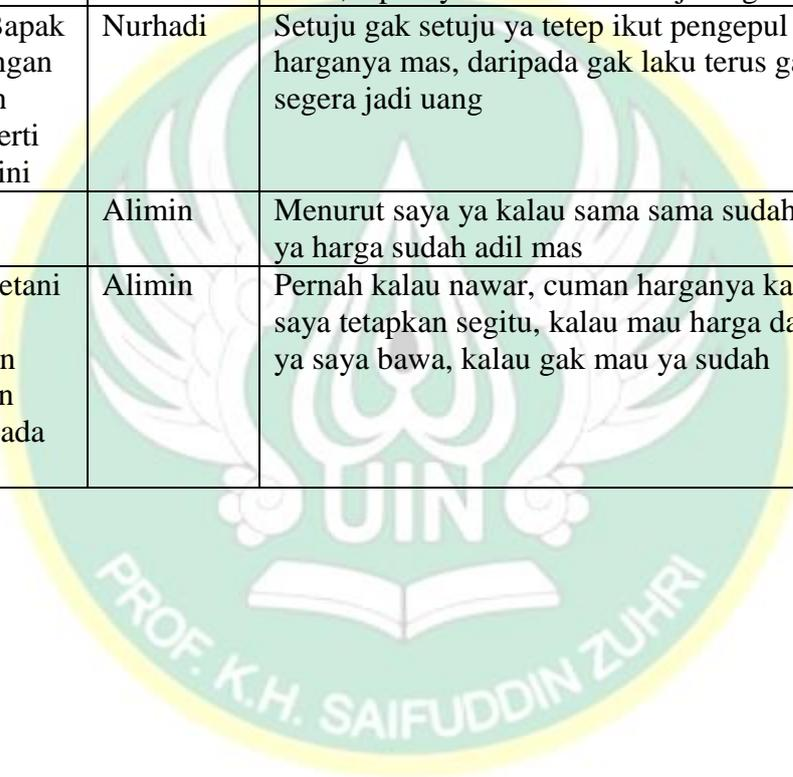 Bapak
ngan
n
erti
ini
Nurhadi
Setuju gak setuju ya tetep ikut pengepul
harganya mas, daripada gak laku terus ga
segera jadi uang
Alimin
Menurut saya ya kalau sama sama sudah
ya harga sudah adil mas
etani
n
n
ada
Alimin
Pernah kalau nawar, cuman harganya ka
saya tetapkan segitu, kalau mau harga da
ya saya bawa, kalau gak mau ya sudah
UIN
PROF. K.H. SAIFUDDIN ZUHRI